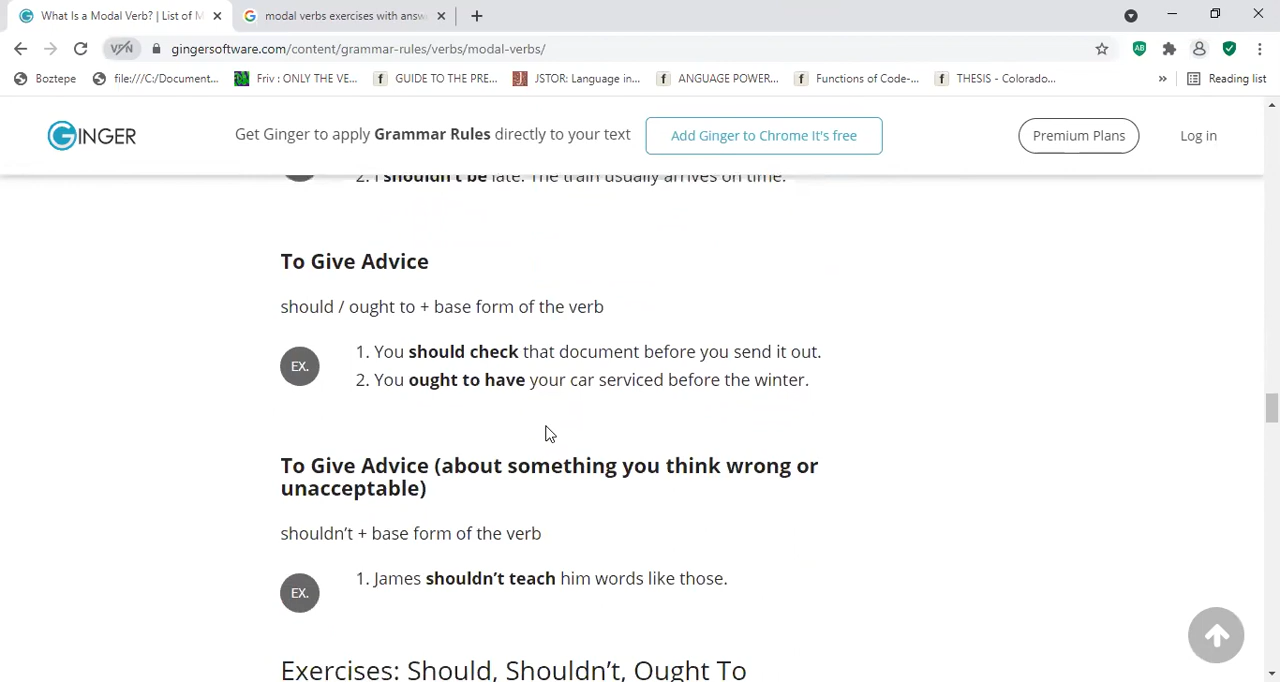 What Is a Modal Verb? | List of M
modal verbs exercises with answ
gingersoftware.com/content/grammar-rules/verbs/modal-verbs/
Boztepe
file:///C:/Document...
Friv : ONLY THE VE...
GUIDE TO THE PRE...
JSTOR: Language in...
ANGUAGE POWER...
Functions of Code-...
THESIS - Colorado...
»
Reading list
GINGER
Get Ginger to apply Grammar Rules directly to your text
Add Ginger to Chrome It's free
Premium Plans
Log in
2. I shouldn't be late. The train usually arrives on time.
To Give Advice
should / ought to + base form of the verb
EX.
1. You should check that document before you send it out.
2. You ought to have your car serviced before the winter.
To Give Advice (about something you think wrong or
unacceptable)
shouldn’t + base form of the verb
EX.
1. James shouldn’t teach him words like those.
Exercises: Should, Shouldn’t, Ought To